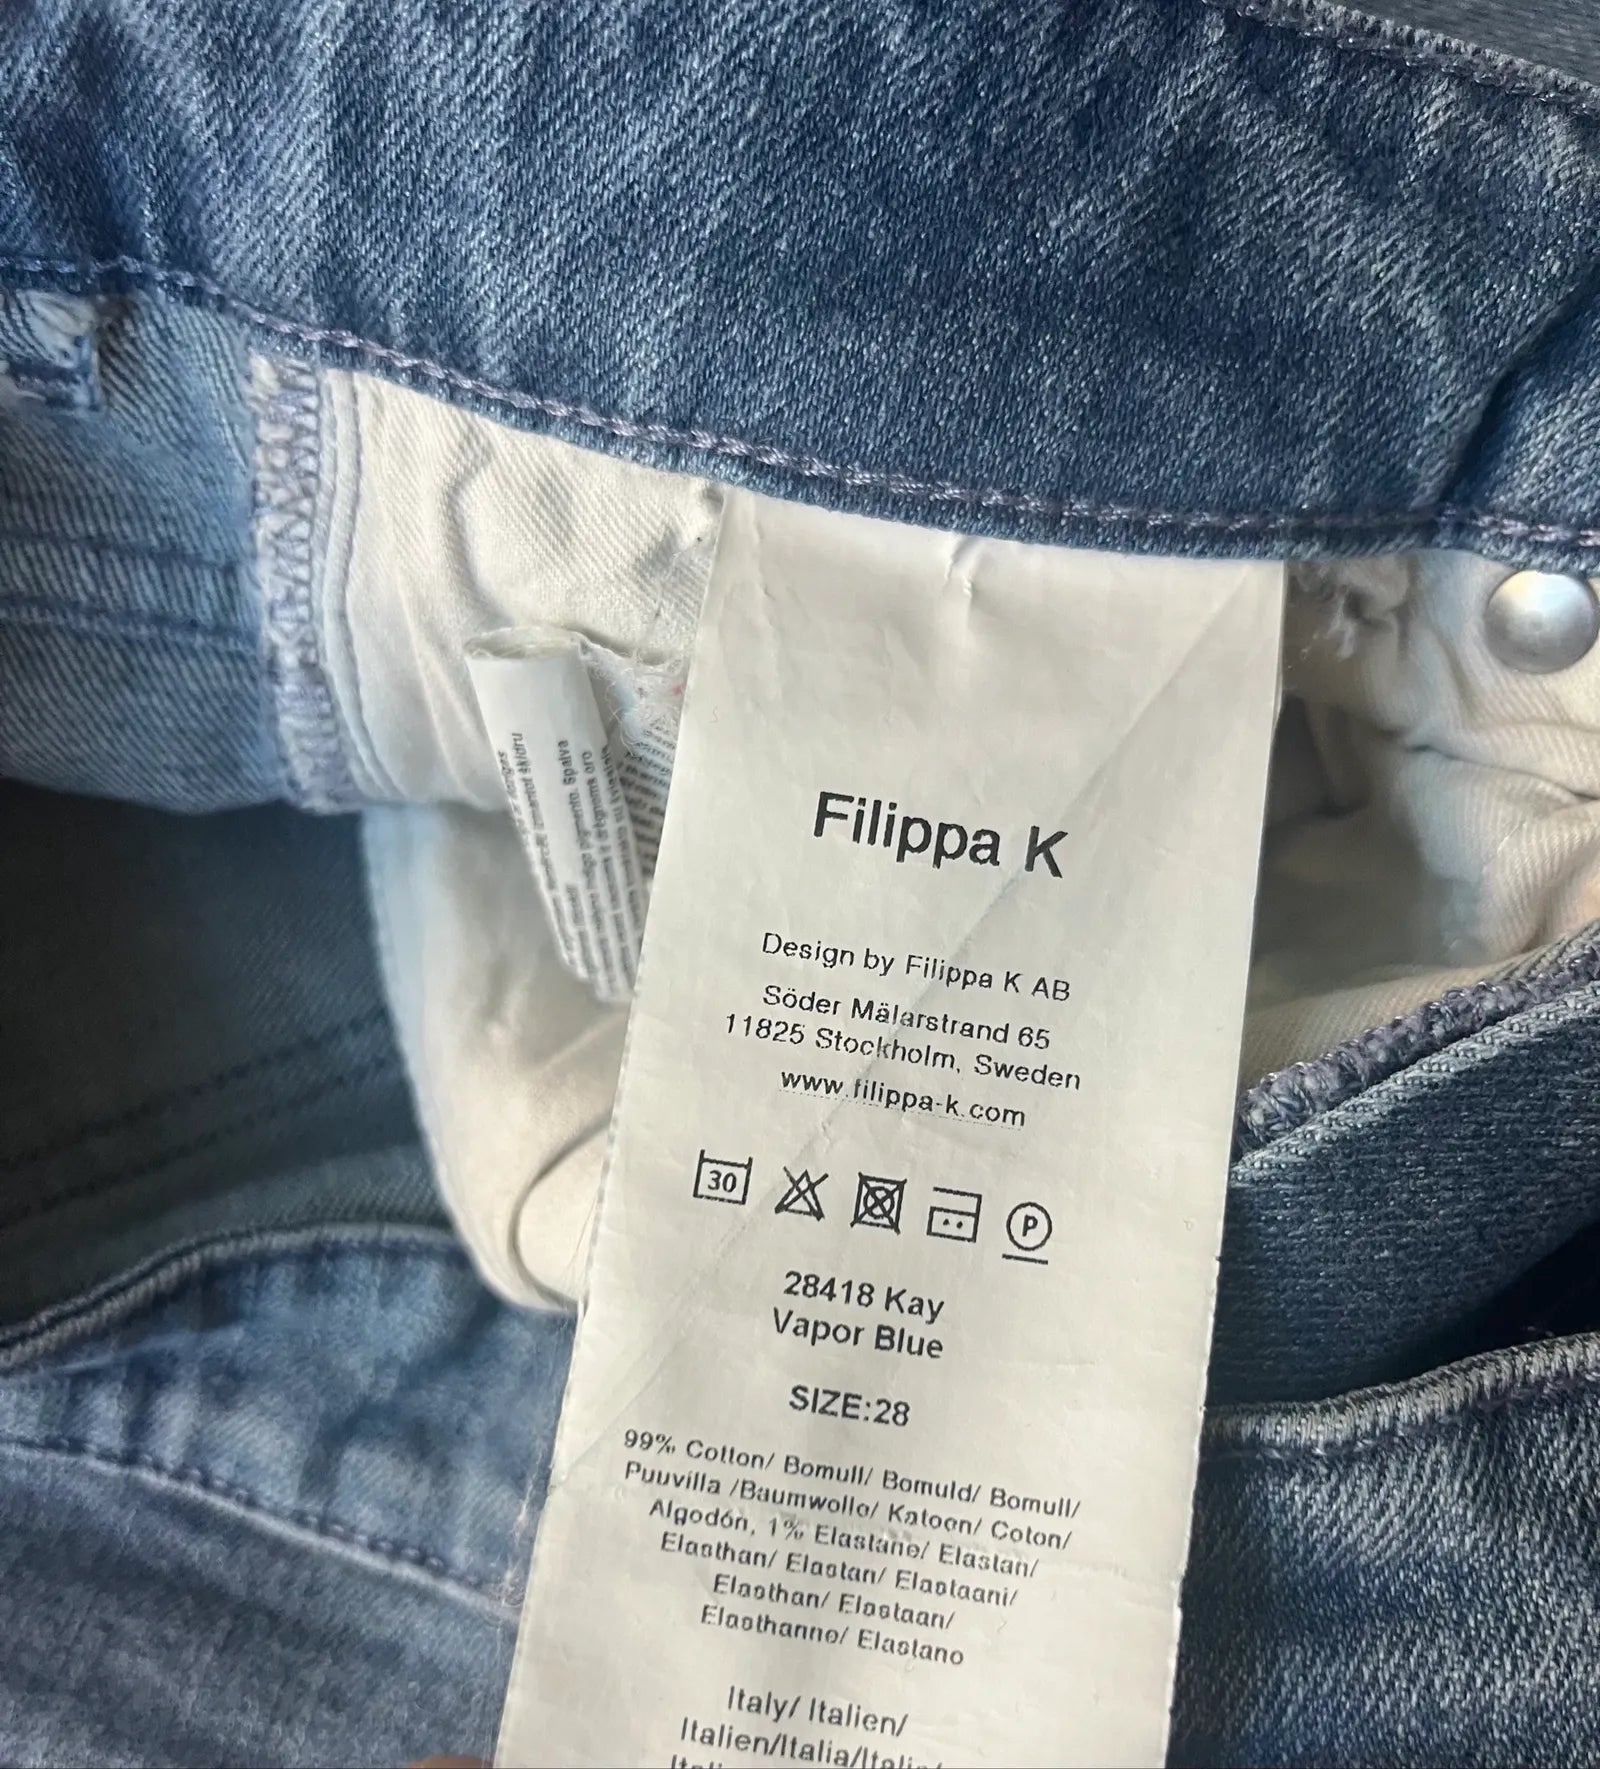 Filippa K
Design by Filippa K AB
Söder Mälarstrand 65
11825 Stockholm, Sweden
www.filippa-k.com
30
P
28418 Kay
Vapor Blue
SIZE:28
99% Cotton/ Bomull/ Bomuld/ Bomull/
Puuvilla /Baumwolle/ Katoen/ Coton/
Algodón, 1% Elastane/ Elastan/
Elasthan/ Elastan/ Elastaani/
Elasthan/ Elastaan/
Elasthanne/ Elastano
Italy/ Italien/
Italien/Italia/